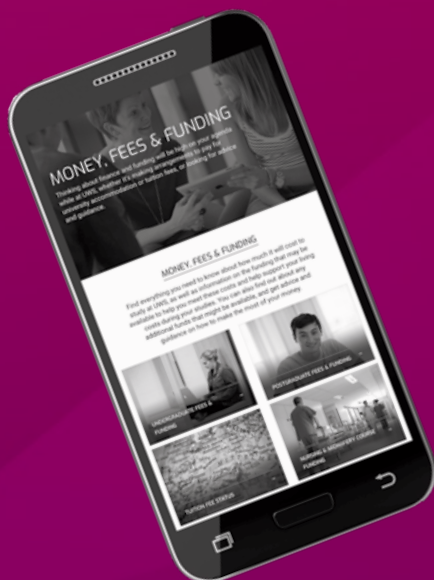 MONEY, FEES & FUNDING
Thinking about finance and funding will be high on your agenda
while at UWS, whether it's making arrangements to pay for
university accommodation or tuition fees, or looking for advice
and guidance.
MONEY, FEES & FUNDING
Find everything you need to know about how much it will cost to
study at UWS, as well as information on the funding that may be
available to help you meet these costs and help support your living
costs during your studies. You can also find out about any
additional funds that might be available, and get advice and
guidance on how to make the most of your money.
UNDERGRADUATE FEES &
FUNDING
POSTGRADUATE FEES & FUNDING
TUITION FEE STATUS
NURSING & MIDWIFERY COURSE
FUNDING